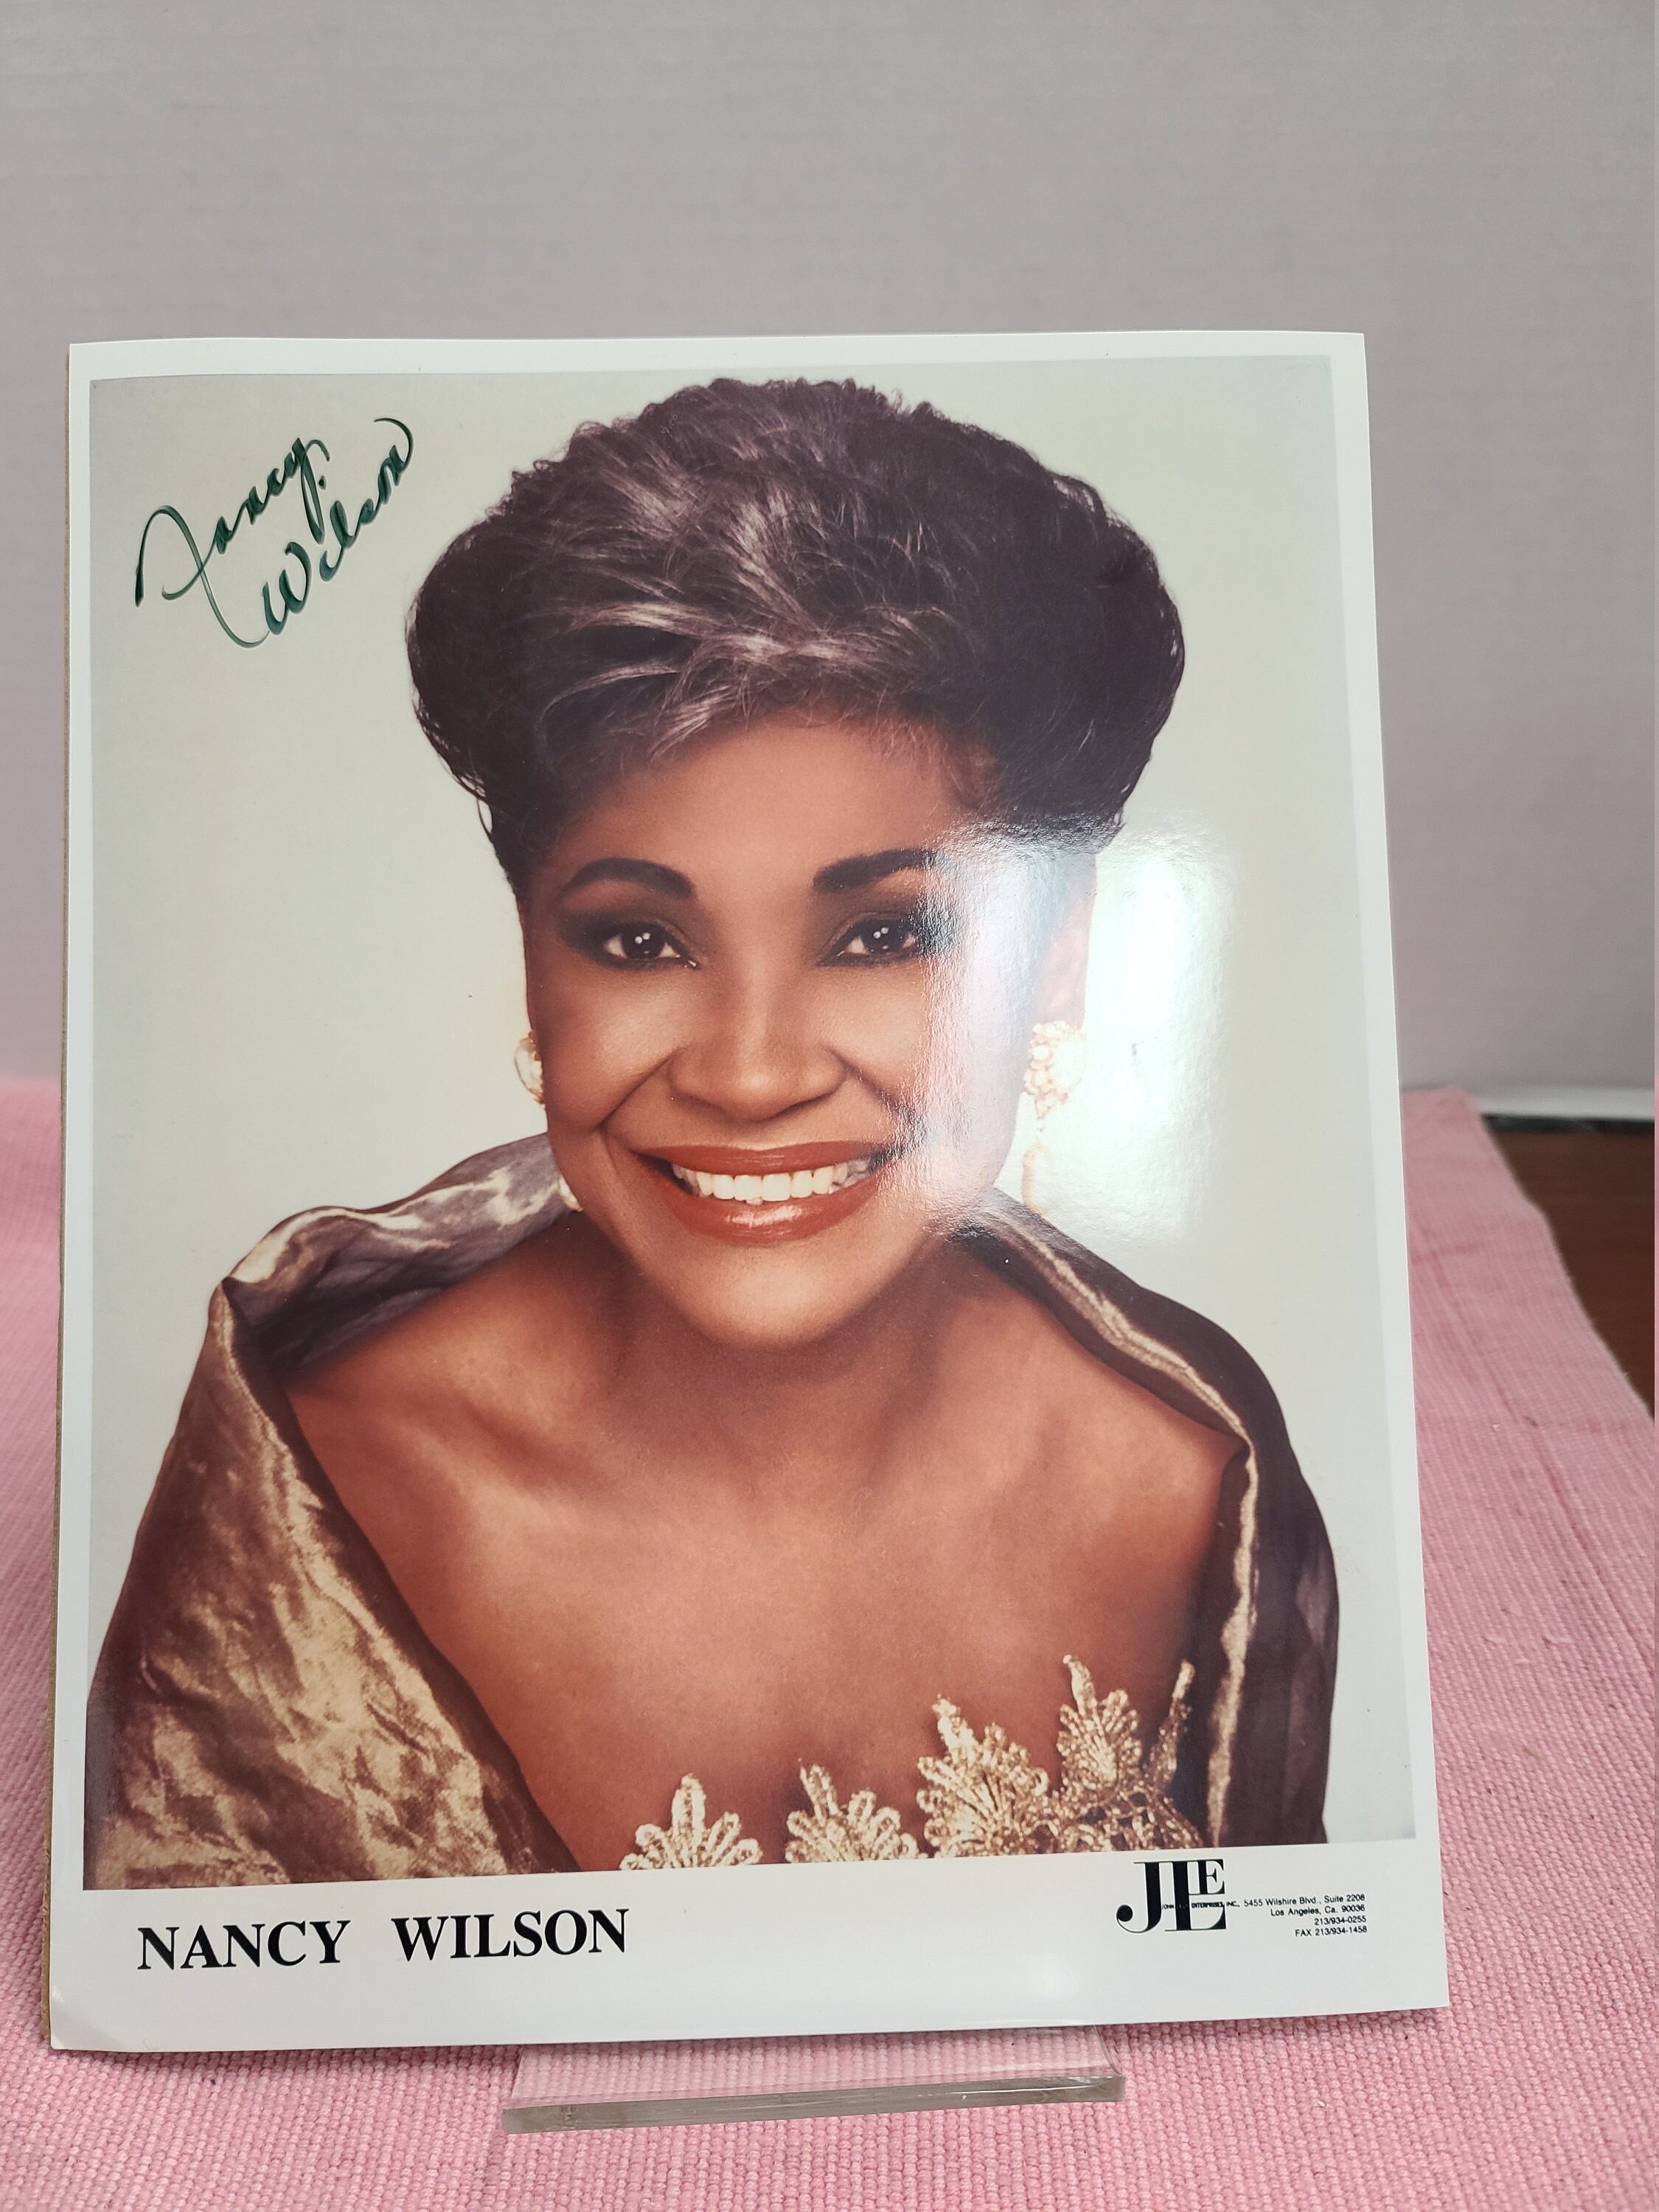 Nancy
Wilson
NANCY WILSON
JLE
INC., 5455 Wilshire Blvd., Suite 2208
Los Angeles, Ca. 90036
213/934-0255
FAX 213/934-1458